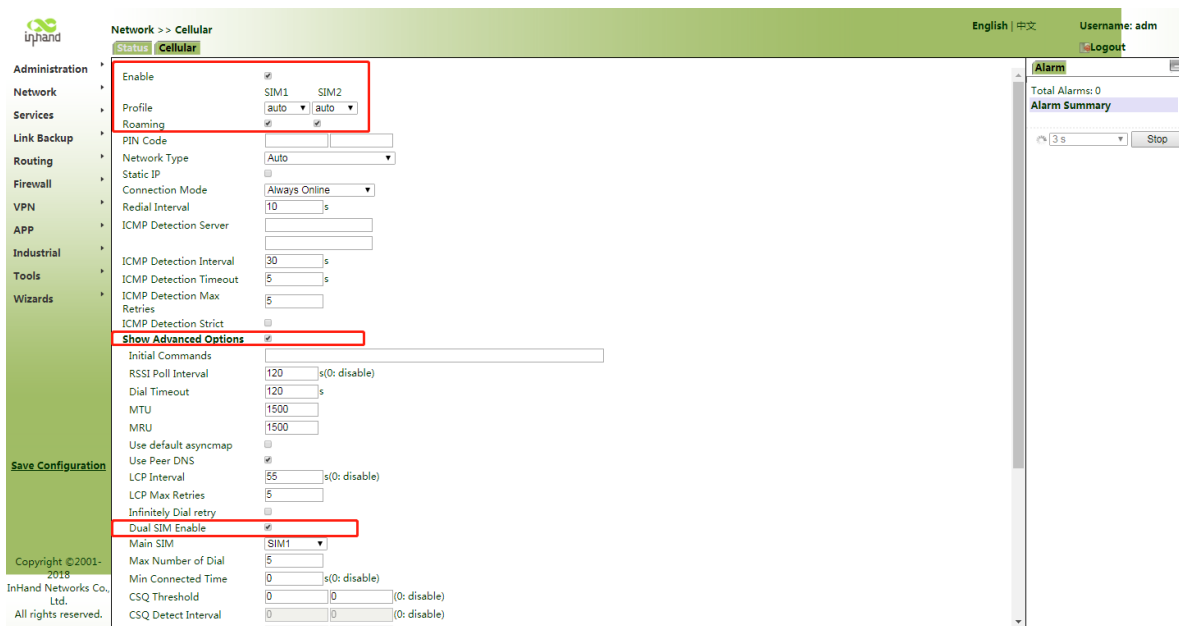 inhand
Network >> Cellular
English | 中文
Username: adm
Logout
Status
Cellular
Administration
Network
Services
Link Backup
Routing
Firewall
VPN
APP
Industrial
Tools
Wizards
Save Configuration
Copyright ©2001-
2018
InHand Networks Co.,
Ltd.
All rights reserved.
Enable
SIM1 SIM2
Profile auto auto
Roaming
PIN Code
Network Type Auto
Static IP
Connection Mode Always Online
Redial Interval 10 s
ICMP Detection Server
ICMP Detection Interval 30 s
ICMP Detection Timeout 5 s
ICMP Detection Max
Retries 5
ICMP Detection Strict
Show Advanced Options
Initial Commands
RSSI Poll Interval 120 s(0: disable)
Dial Timeout 120 s
MTU 1500
MRU 1500
Use default asyncmap
Use Peer DNS
LCP Interval 55 s(0: disable)
LCP Max Retries 5
Infinitely Dial retry
Dual SIM Enable
Main SIM SIM1
Max Number of Dial 5
Min Connected Time 0 s(0: disable)
CSQ Threshold 0 0 (0: disable)
CSQ Detect Interval 0 0 (0: disable)
Alarm
Total Alarms: 0
Alarm Summary
3 s Stop